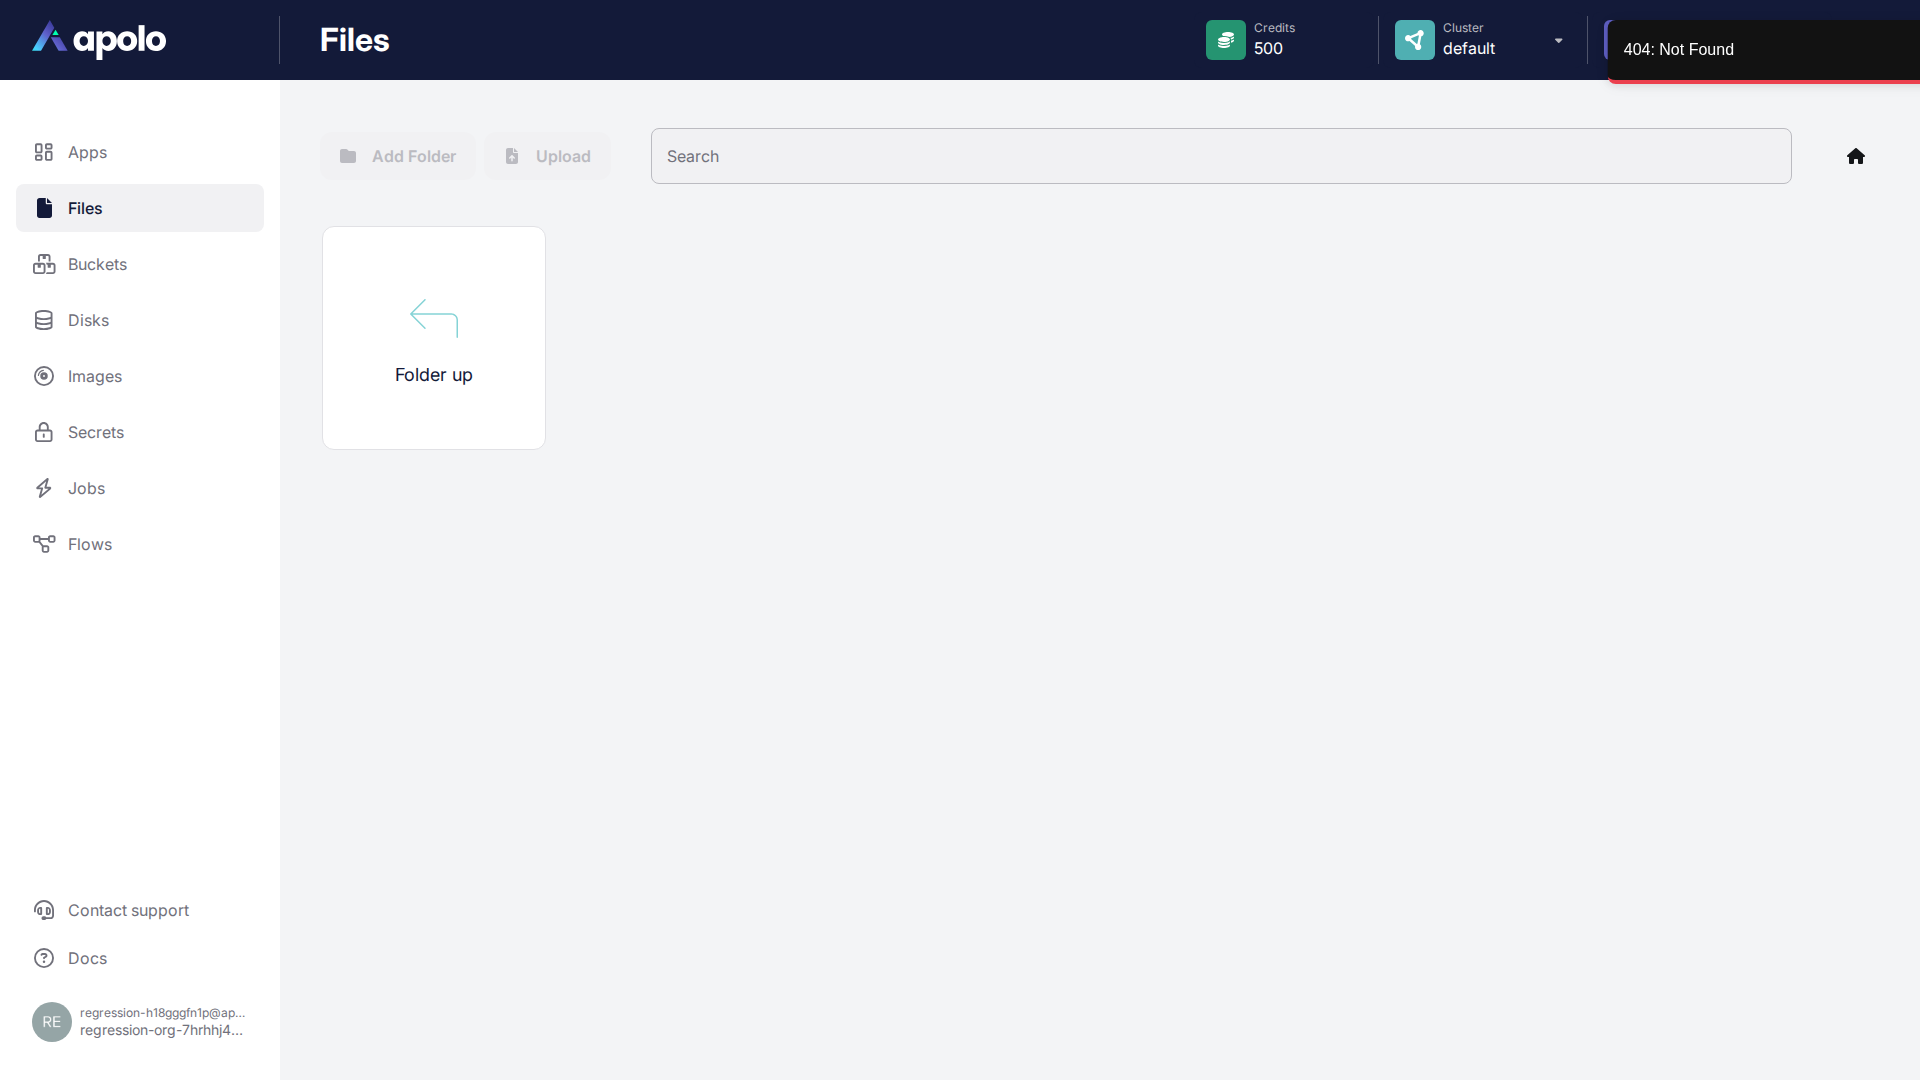 apolo
Files
Credits
500
Cluster
default
404: Not Found
Apps
Files
Buckets
Disks
Images
Secrets
Jobs
Flows
Add Folder
Upload
Search
Folder up
Contact support
Docs
RE
regression-h18gggfn1p@ap...
regression-org-7hrhhj4...